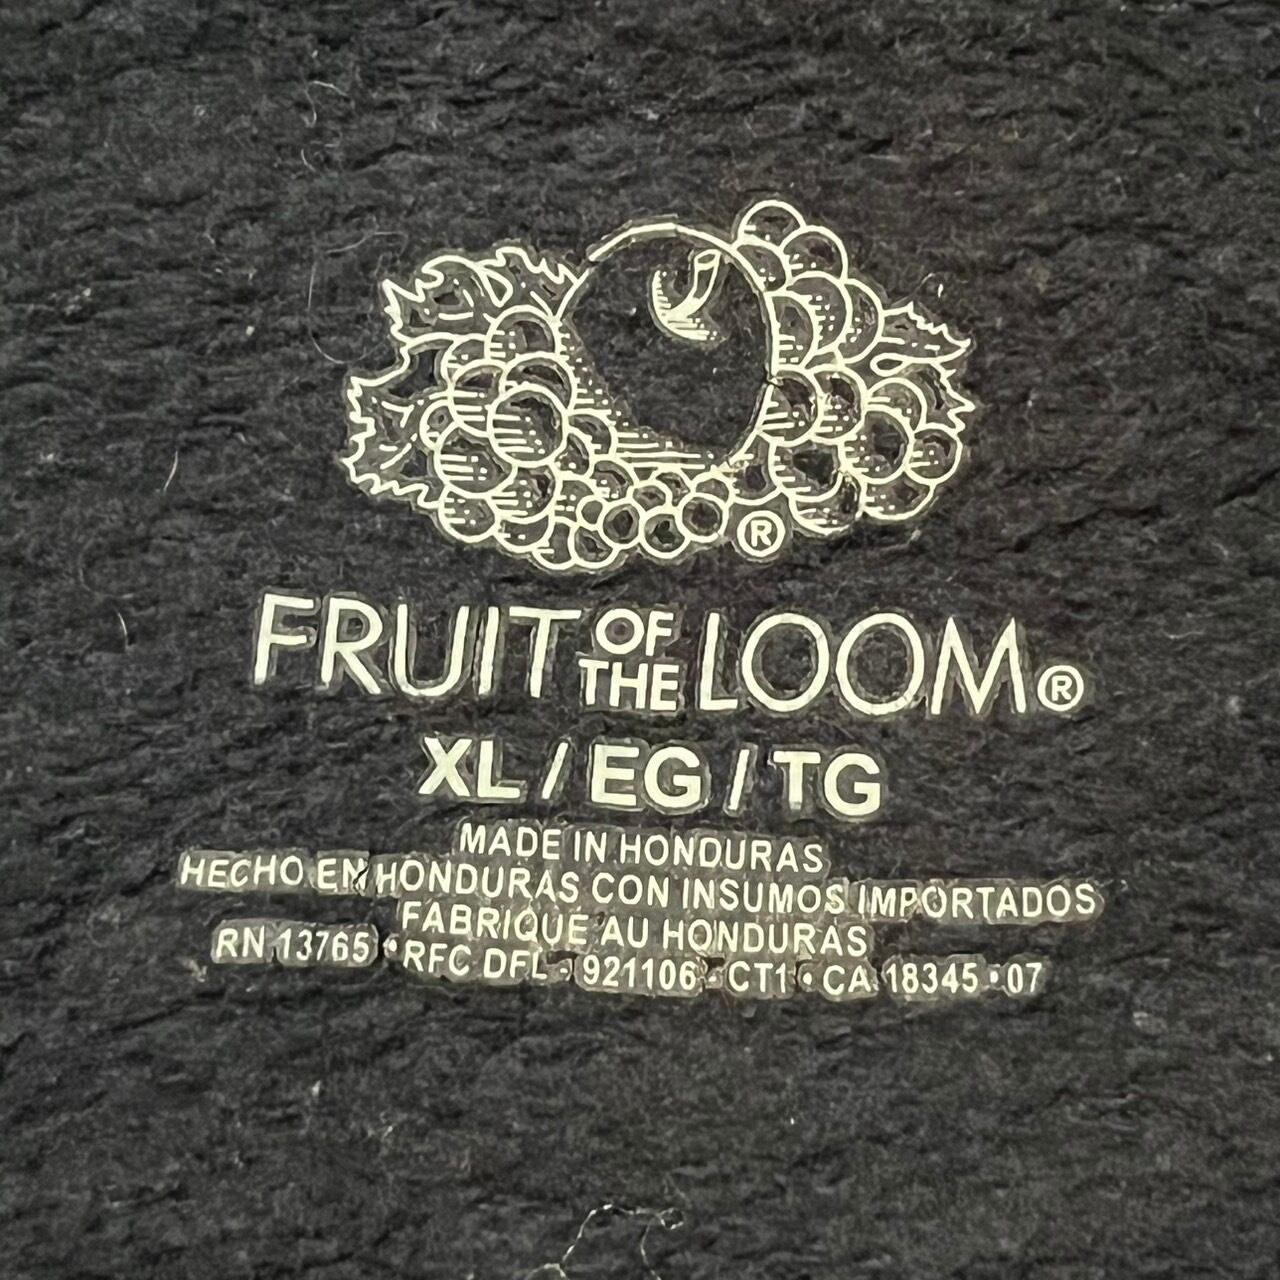 ®
FRUIT OF THE LOOM®
XL / EG / TG
MADE IN HONDURAS
HECHO EN HONDURAS CON INSUMOS IMPORTADOS
FABRIQUE AU HONDURAS
RN 13765 • RFC DFL - 921106 - CT1 • CA 18345 • 07